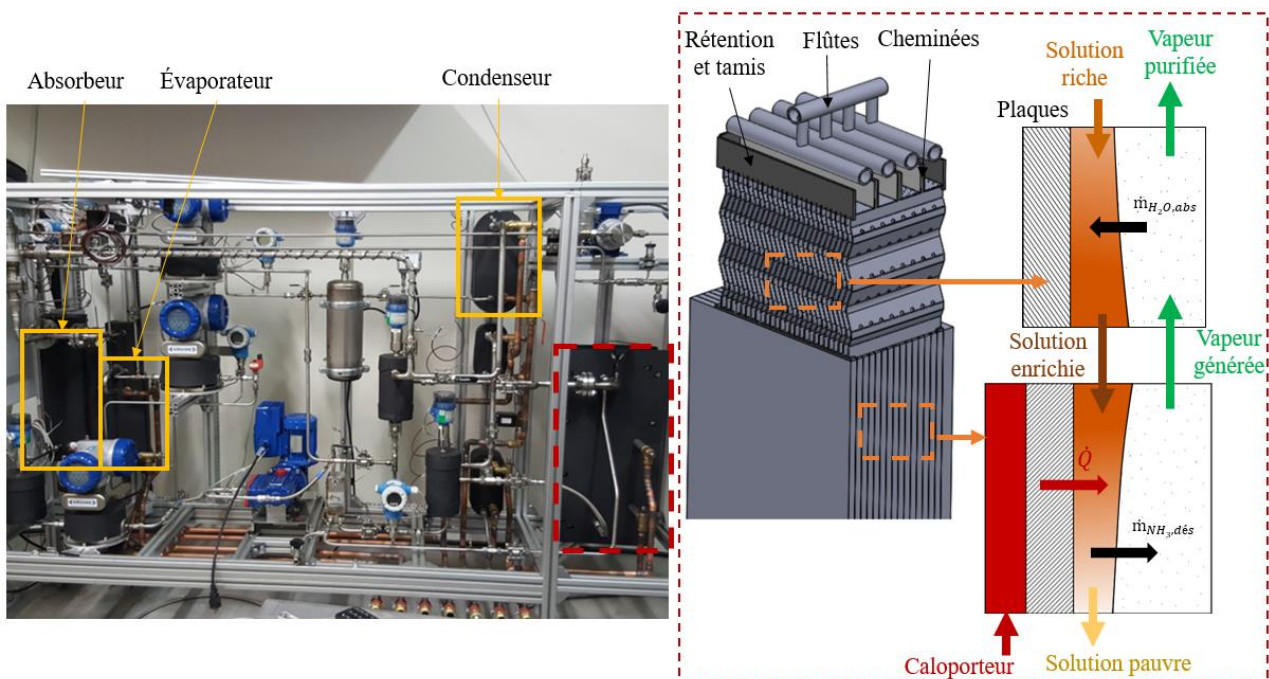 Absorbeur
Évaporateur
Condenseur
Rétention
et tamis
Flûtes
Cheminées
Solution
riche
Vapeur
purifiée
Plaques
ṁH₂O,abs
Solution
enrichie
Vapeur
générée
Q̇
ṁNH₃,dés
Caloporteur
Solution pauvre